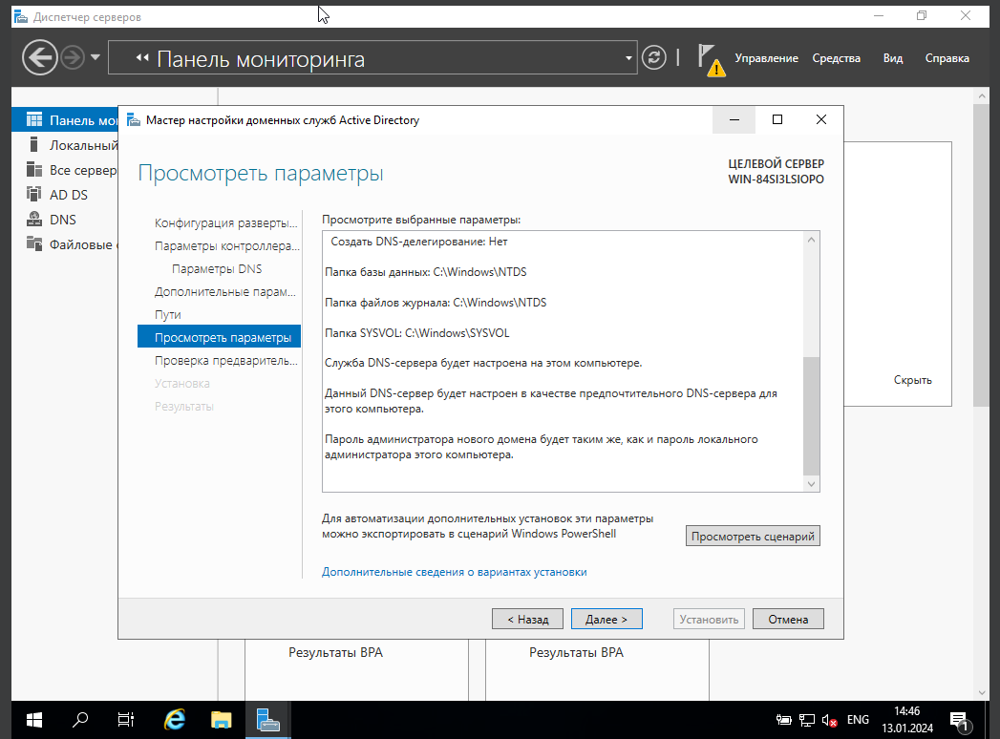 Диспетчер серверов
Панель мониторинга
Управление Средства Вид Справка
Панель мо
Локальный
Все сервер
AD DS
DNS
Файловые
Мастер настройки доменных служб Active Directory
Просмотреть параметры
ЦЕЛЕВОЙ СЕРВЕР
WIN-84SI3LSIOPO
Конфигурация разверты...
Параметры контроллера...
Параметры DNS
Дополнительные парам...
Пути
Просмотреть параметры
Проверка предваритель...
Установка
Результаты
Просмотрите выбранные параметры:
Создать DNS-делегирование: Нет
Папка базы данных: C:\Windows\NTDS
Папка файлов журнала: C:\Windows\NTDS
Папка SYSVOL: C:\Windows\SYSVOL
Служба DNS-сервера будет настроена на этом компьютере.
Данный DNS-сервер будет настроен в качестве предпочтительного DNS-сервера для
этого компьютера.
Пароль администратора нового домена будет таким же, как и пароль локального
администратора этого компьютера.
Для автоматизации дополнительных установок эти параметры
можно экспортировать в сценарий Windows PowerShell
Просмотреть сценарий
Дополнительные сведения о вариантах установки
< Назад Далее > Установить Отмена
Скрыть
Результаты BPA Результаты BPA
ENG
14:46
13.01.2024
1